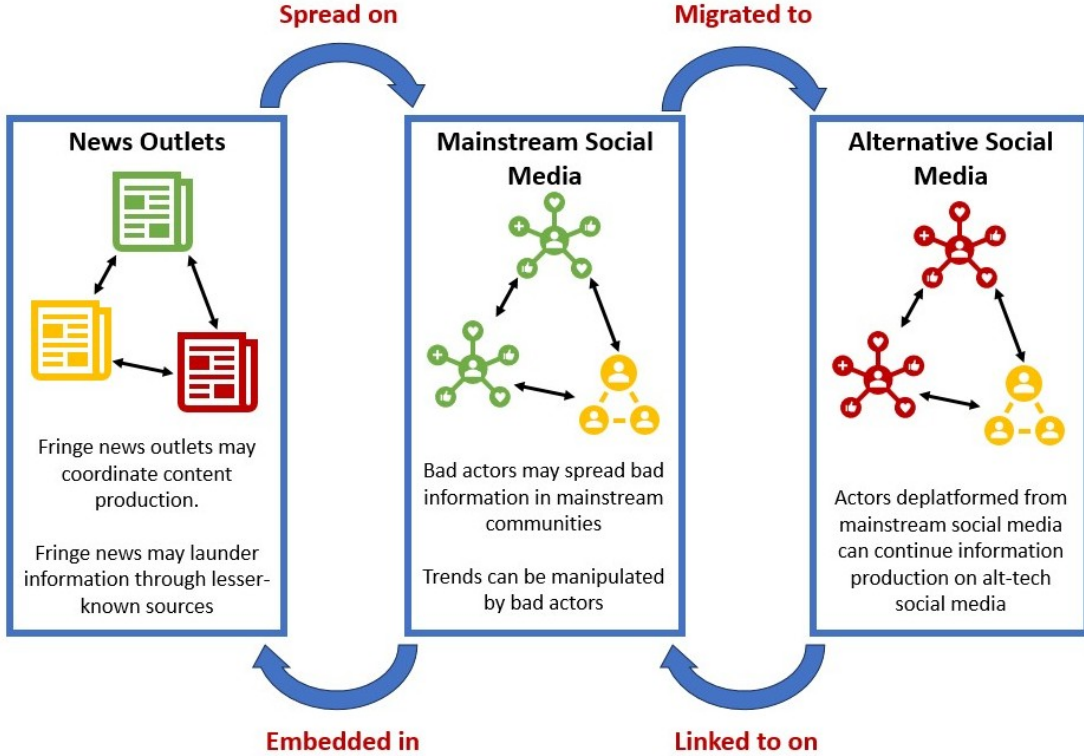 Spread on
Migrated to
News Outlets
Fringe news outlets may
coordinate content
production.
Fringe news may launder
information through lesser-
known sources
Mainstream Social
Media
Bad actors may spread bad
information in mainstream
communities
Trends can be manipulated
by bad actors
Alternative Social
Media
Actors deplatformed from
mainstream social media
can continue information
production on alt-tech
social media
Embedded in
Linked to on